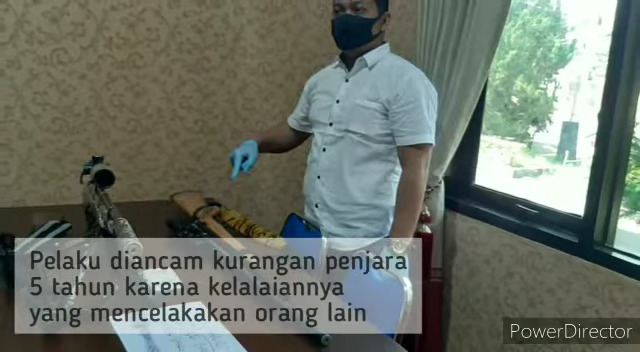 Pelaku diancam kurangan penjara
5 tahun karena kelalaiannya
yang mencelakakan orang lain
PowerDirector